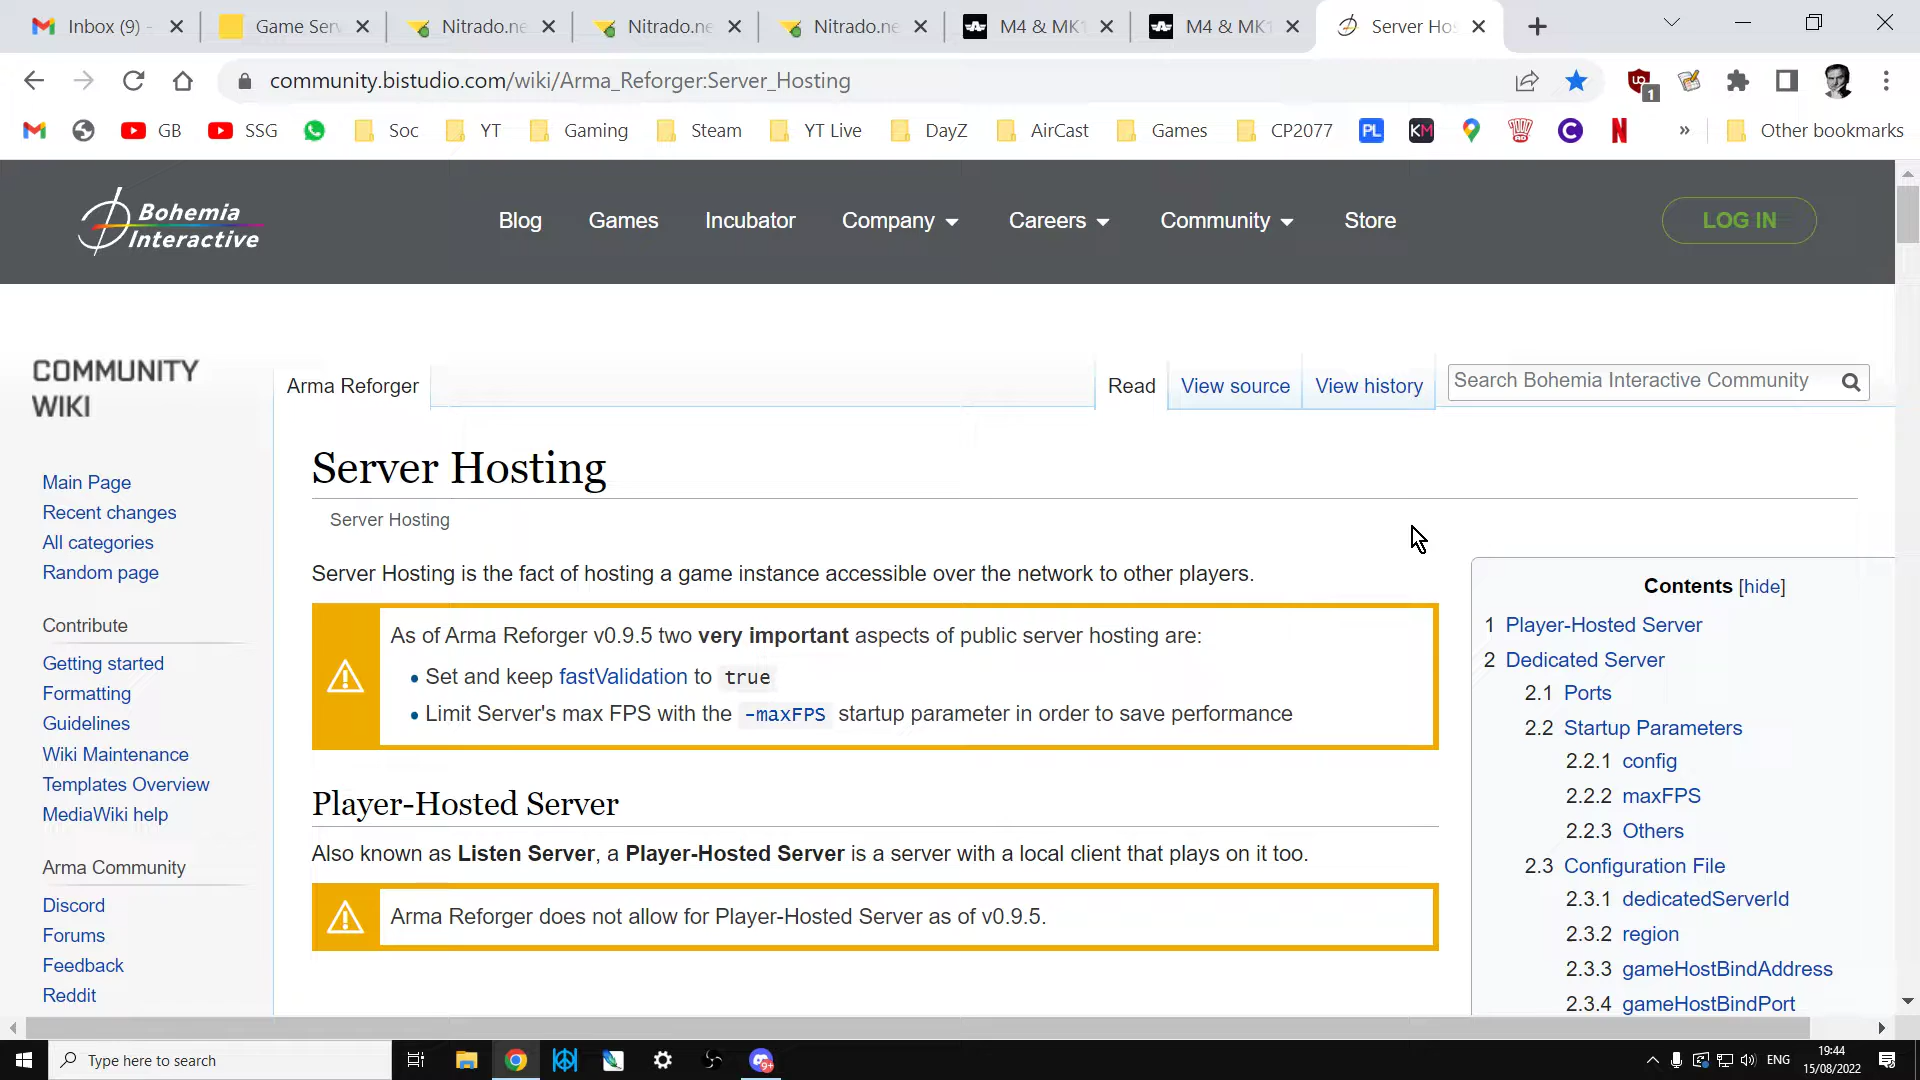 Inbox (9) -
Game Serv
Nitrado.ne
Nitrado.ne
Nitrado.ne
M4 & MK1
M4 & MK1
Server Hos
community.bistudio.com/wiki/Arma_Reforger:Server_Hosting
1
GB
SSG
Soc
YT
Gaming
Steam
YT Live
DayZ
AirCast
Games
CP2077
PL
KM
»
Other bookmarks
Bohemia
Interactive
Blog
Games
Incubator
Company
Careers
Community
Store
LOG IN
COMMUNITY
WIKI
Arma Reforger
Read
View source
View history
Search Bohemia Interactive Community
Main Page
Recent changes
All categories
Random page
Contribute
Getting started
Formatting
Guidelines
Wiki Maintenance
Templates Overview
MediaWiki help
Arma Community
Discord
Forums
Feedback
Reddit
Server Hosting
Server Hosting
Server Hosting is the fact of hosting a game instance accessible over the network to other players.
As of Arma Reforger v0.9.5 two very important aspects of public server hosting are:
• Set and keep fastValidation to true
• Limit Server's max FPS with the -maxFPS startup parameter in order to save performance
Player-Hosted Server
Also known as Listen Server, a Player-Hosted Server is a server with a local client that plays on it too.
Arma Reforger does not allow for Player-Hosted Server as of v0.9.5.
Contents [hide]
1 Player-Hosted Server
2 Dedicated Server
2.1 Ports
2.2 Startup Parameters
2.2.1 config
2.2.2 maxFPS
2.2.3 Others
2.3 Configuration File
2.3.1 dedicatedServerId
2.3.2 region
2.3.3 gameHostBindAddress
2.3.4 gameHostBindPort
Type here to search
9+
ENG
19:44
15/08/2022